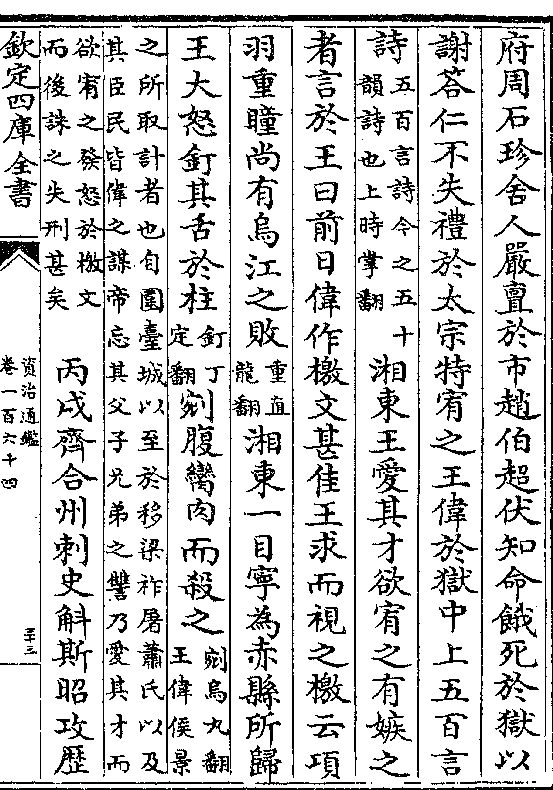 府周石珍舍人嚴亶於市趙伯超伏知命餓死於獄以
謝荅仁不失禮於太宗特宥之王偉於獄中上五百言
詩五百言詩今之五十韻詩也上時掌翻湘東王愛其才欲宥之有嫉之
者言於王曰前日偉作檄文甚佳王求而視之檄云項
羽重瞳尚有烏江之敗重直龍翻湘東一目寧為赤縣所歸
王大怒釘其舌於柱釘丁定翻剜腹臠肉而殺之剜烏丸翻王偉侯景
之所取計者也自圍臺城以至於移梁祚屠蕭氏以及
其臣民皆偉之謀帝忘其父子兄弟之讐乃愛其才而
欲宥之發怒於檄文而後誅之失刑甚矣丙戌齊合州刺史斛斯昭攻歴
欽定四庫全書
資治通鑑
卷一百六十四